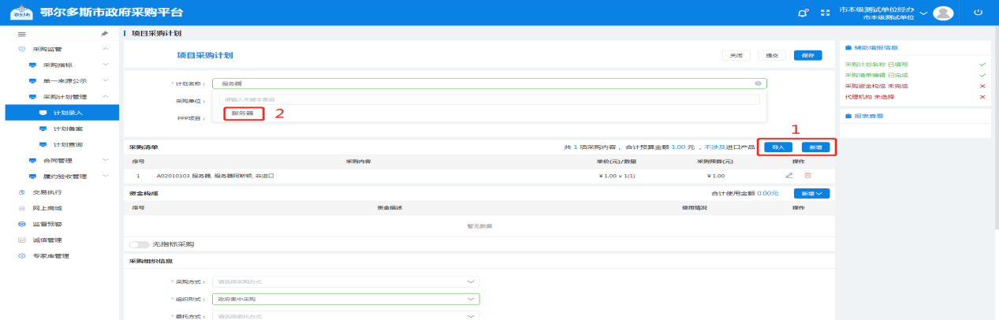 鄂尔多斯市政府采购平台
市本级测试单位经办
市本级测试单位
采购监管
采购指标
单一来源公示
采购计划管理
计划录入
计划备案
计划查询
合同管理
履约验收管理
交易执行
网上商城
监督预警
诚信管理
专家库管理
项目采购计划
项目采购计划
关闭 提交 保存
* 计划名称： 服务器
采购单位： 请输入关键字查询
服务器 2
PPP项目：
1
采购清单 共 1 项采购内容，合计预算金额 1.00 元，不涉及进口产品 导入 新增
序号 采购内容 单价(元)/数量 采购预算(元) 操作
1 A02010103 服务器, 服务器阿斯顿, 非进口 ¥ 1.00 × 1(1) ¥ 1.00
资金构成 合计使用金额 0.00元 新增
序号 资金描述 使用情况 操作
暂无数据
无指标采购
采购组织信息
* 采购方式： 请选择采购方式
* 组织形式： 政府集中采购
* 委托方式： 请选择委托方式
辅助填报信息
采购计划名称 已填写
采购清单编辑 已完成
采购资金构成 未完成
代理机构 未选择
报表查看